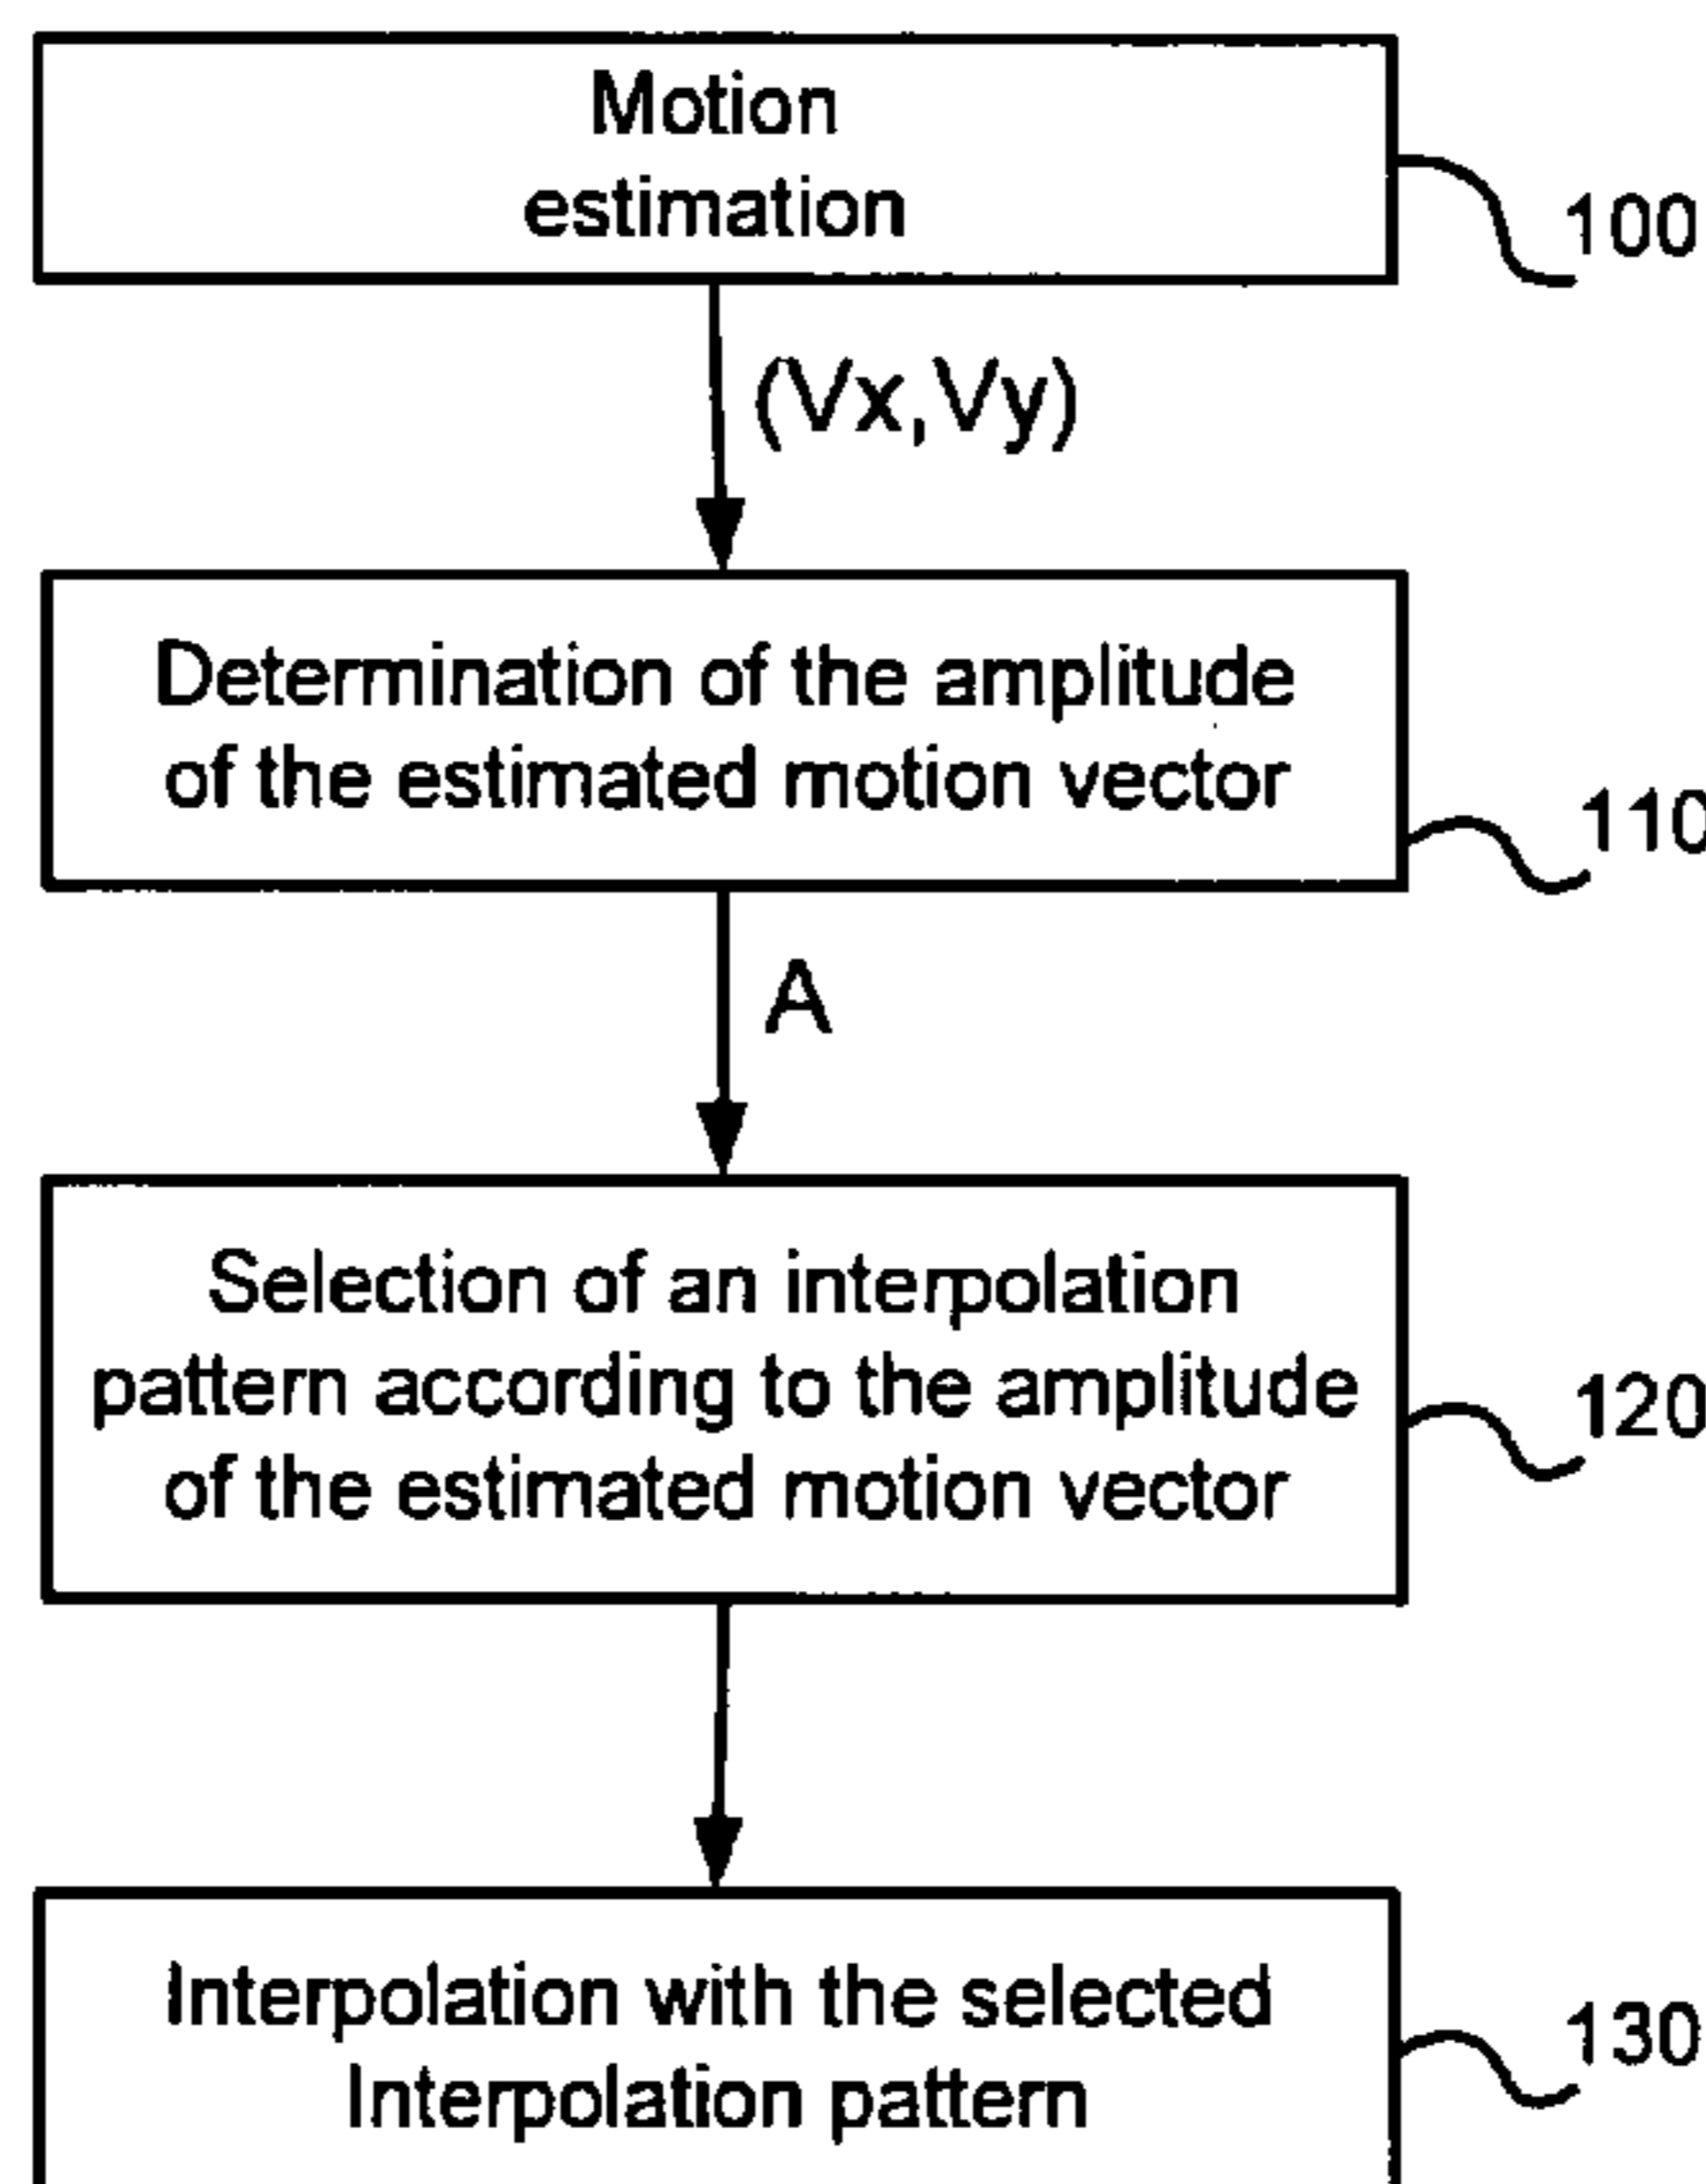 Motion
estimation
100
(Vx,Vy)
Determination of the amplitude
of the estimated motion vector
110
A
Selection of an interpolation
pattern according to the amplitude
of the estimated motion vector
120
Interpolation with the selected
Interpolation pattern
130